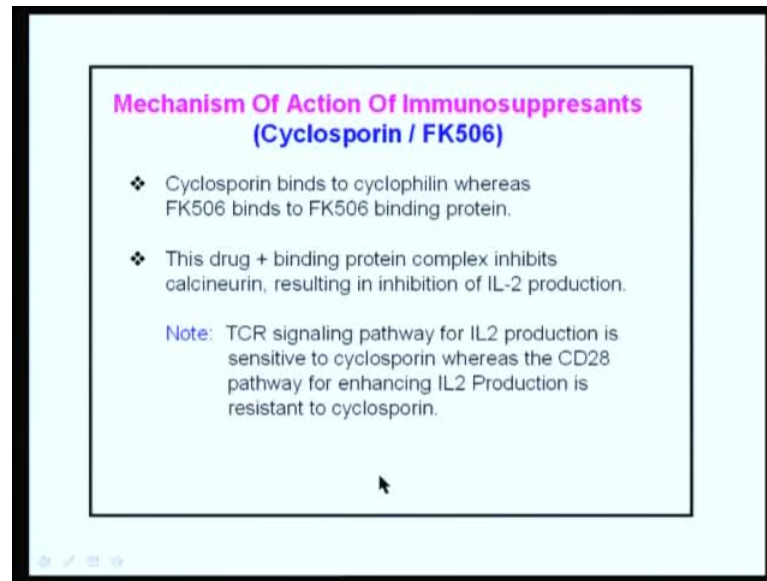 Mechanism Of Action Of Immunosuppresants
(Cyclosporin / FK506)
❖ Cyclosporin binds to cyclophilin whereas
FK506 binds to FK506 binding protein.
❖ This drug + binding protein complex inhibits
calcineurin, resulting in inhibition of IL-2 production.
Note: TCR signaling pathway for IL2 production is
sensitive to cyclosporin whereas the CD28
pathway for enhancing IL2 Production is
resistant to cyclosporin.